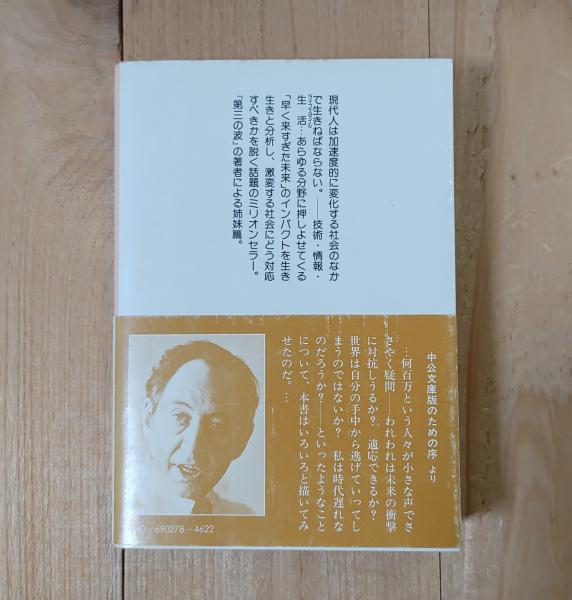 現代人は加速度的に変化する社会のなか
で生きねばならない。――技術・情報・
生活…あらゆる分野に押しよせてくる
ライフスタイル
「早く来すぎた未来」のインパクトを生き
生きと分析し、激変する社会にどう対応
すべきかを説く話題のミリオンセラー。
『第三の波』の著者による姉妹篇。
中公文庫版のための序 より
…何百万という人々が小さな声でさ
さやく疑問――われわれは未来の衝撃
に対抗しうるか? 適応できるか?
世界は自分の手中から逃げていってし
まうのではないか? 私は時代遅れな
のだろうか?――といったようなこと
について、本書はいろいろと描いてみ
せたのだ。…
0-690278-4622